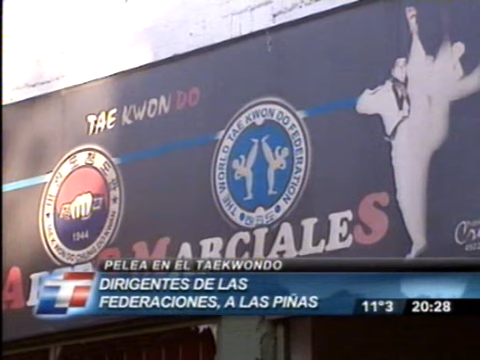 TAE KWON DO
1944
THE WORLD TAE KWON DO FEDERATION
MARCIALES
PELEA EN EL TAEKWONDO
DIRIGENTES DE LAS
FEDERACIONES, A LAS PIÑAS
11°3 20:28